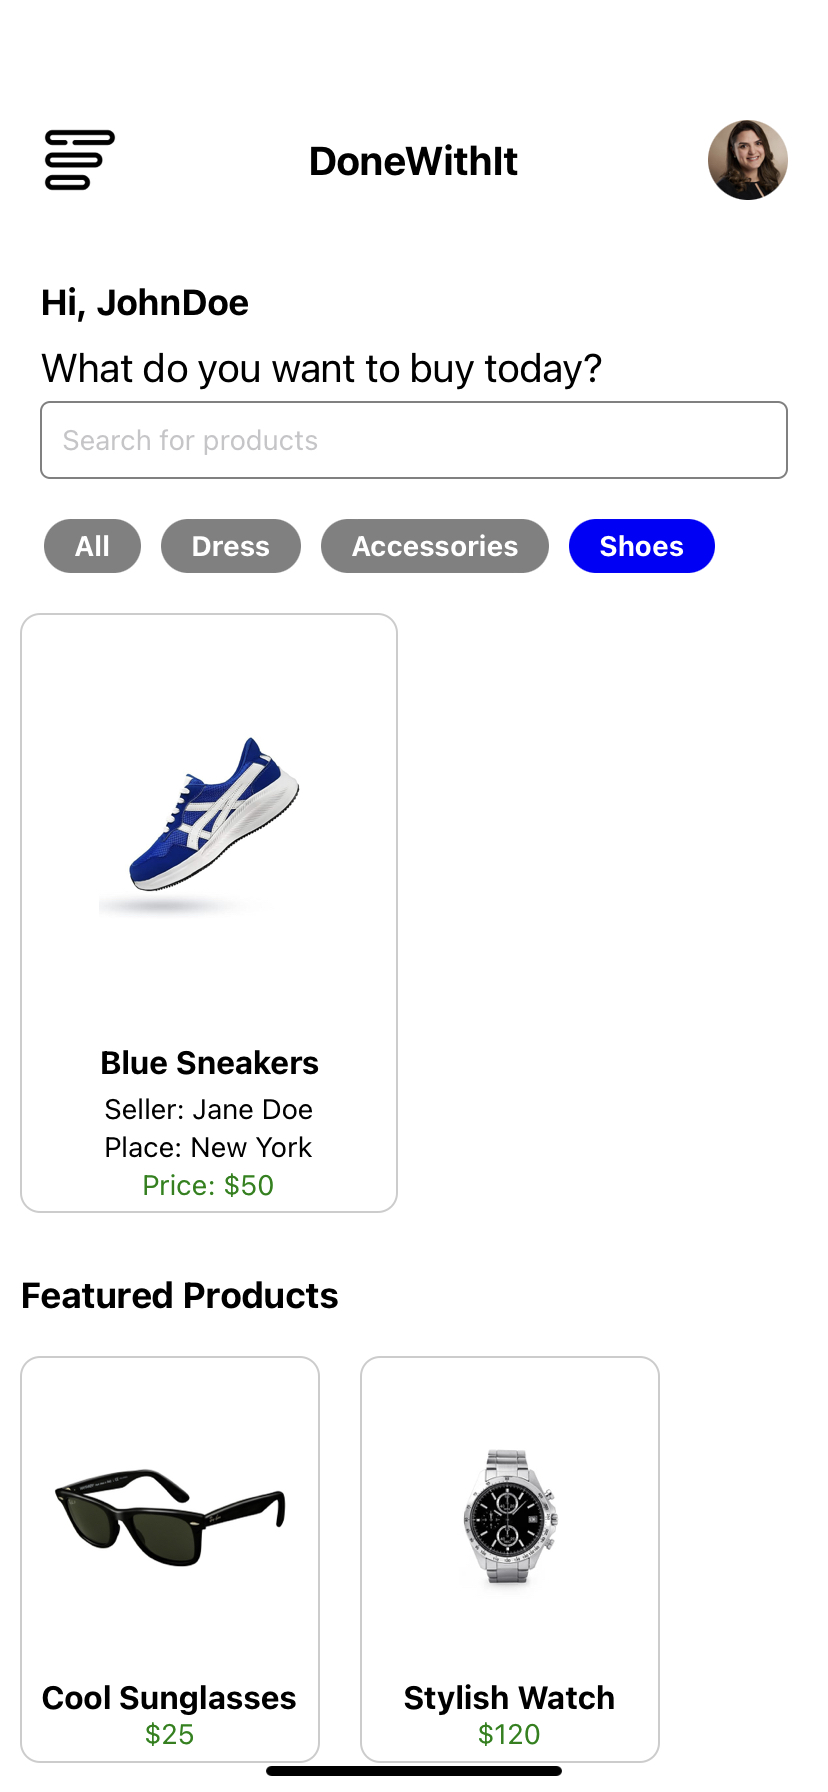 DoneWithIt
Hi, JohnDoe
What do you want to buy today?
Search for products
All Dress Accessories Shoes
Blue Sneakers
Seller: Jane Doe
Place: New York
Price: $50
Featured Products
Cool Sunglasses
$25
Stylish Watch
$120